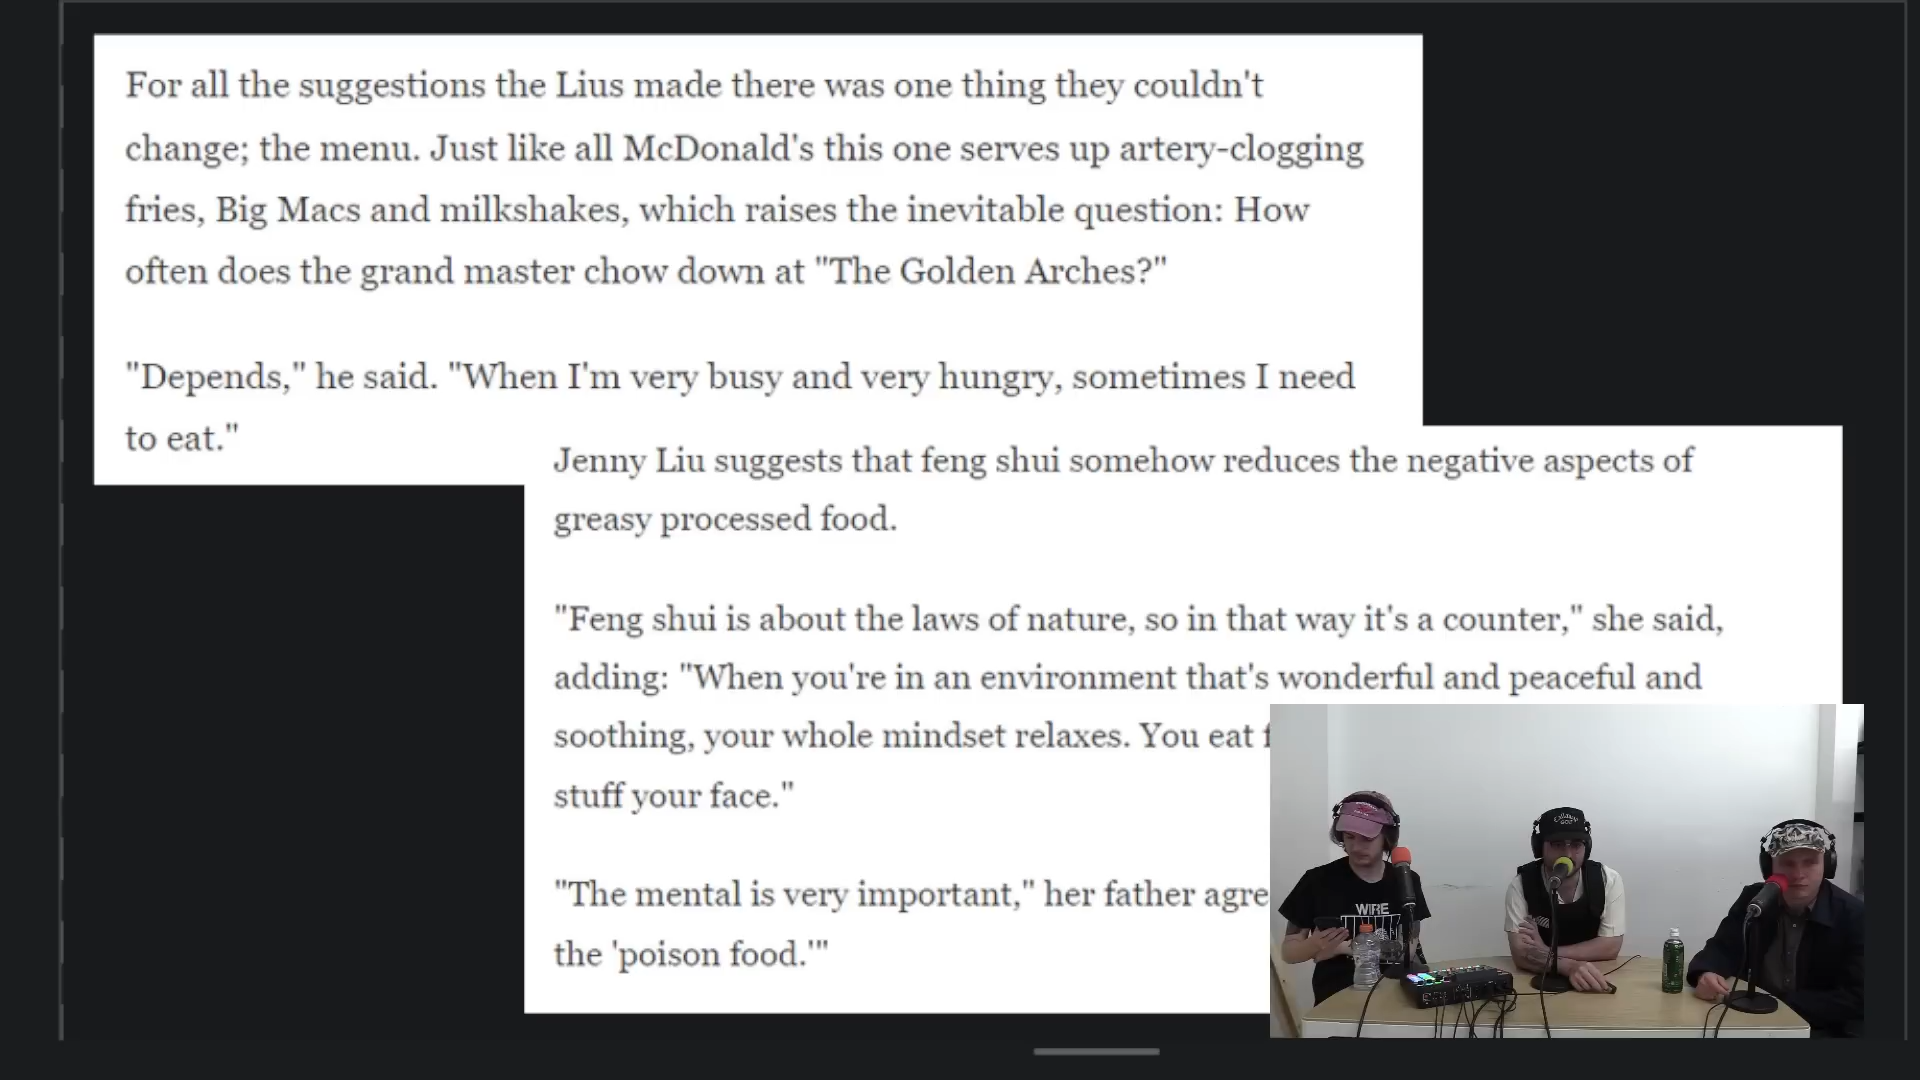 For all the suggestions the Lius made there was one thing they couldn't
change; the menu. Just like all McDonald's this one serves up artery-clogging
fries, Big Macs and milkshakes, which raises the inevitable question: How
often does the grand master chow down at "The Golden Arches?"
"Depends," he said. "When I'm very busy and very hungry, sometimes I need
to eat."
Jenny Liu suggests that feng shui somehow reduces the negative aspects of
greasy processed food.
"Feng shui is about the laws of nature, so in that way it's a counter," she said,
adding: "When you're in an environment that's wonderful and peaceful and
soothing, your whole mindset relaxes. You eat
stuff your face."
"The mental is very important," her father
the 'poison food.'"
Callaway
GOLF
WIRE